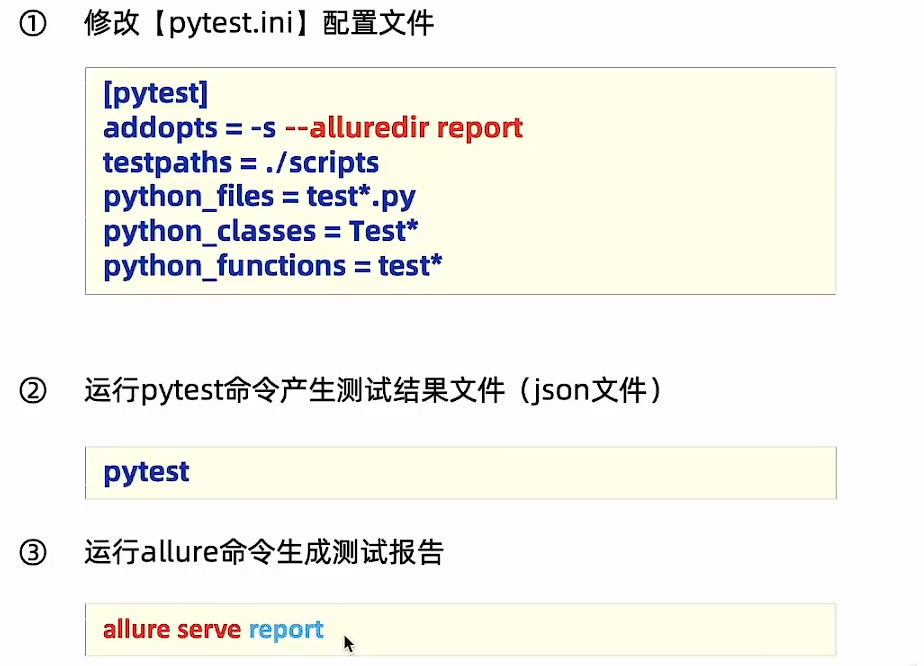 ① 修改【pytest.ini】配置文件
[pytest]
addopts = -s --alluredir report
testpaths = ./scripts
python_files = test*.py
python_classes = Test*
python_functions = test*
② 运行pytest命令产生测试结果文件（json文件）
pytest
③ 运行allure命令生成测试报告
allure serve report